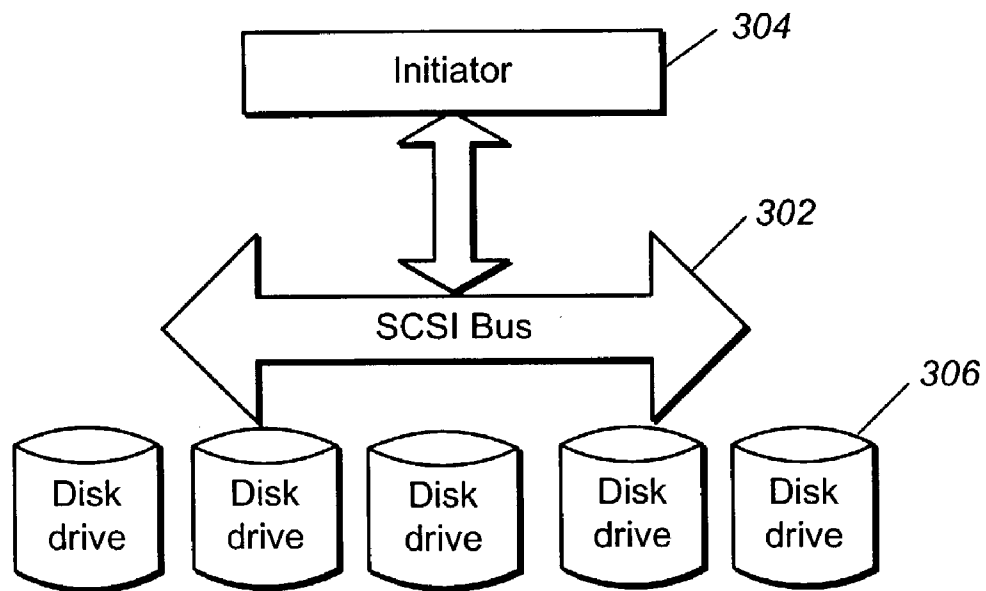 304
Initiator
302
SCSI Bus
306
Disk
drive
Disk
drive
Disk
drive
Disk
drive
Disk
drive